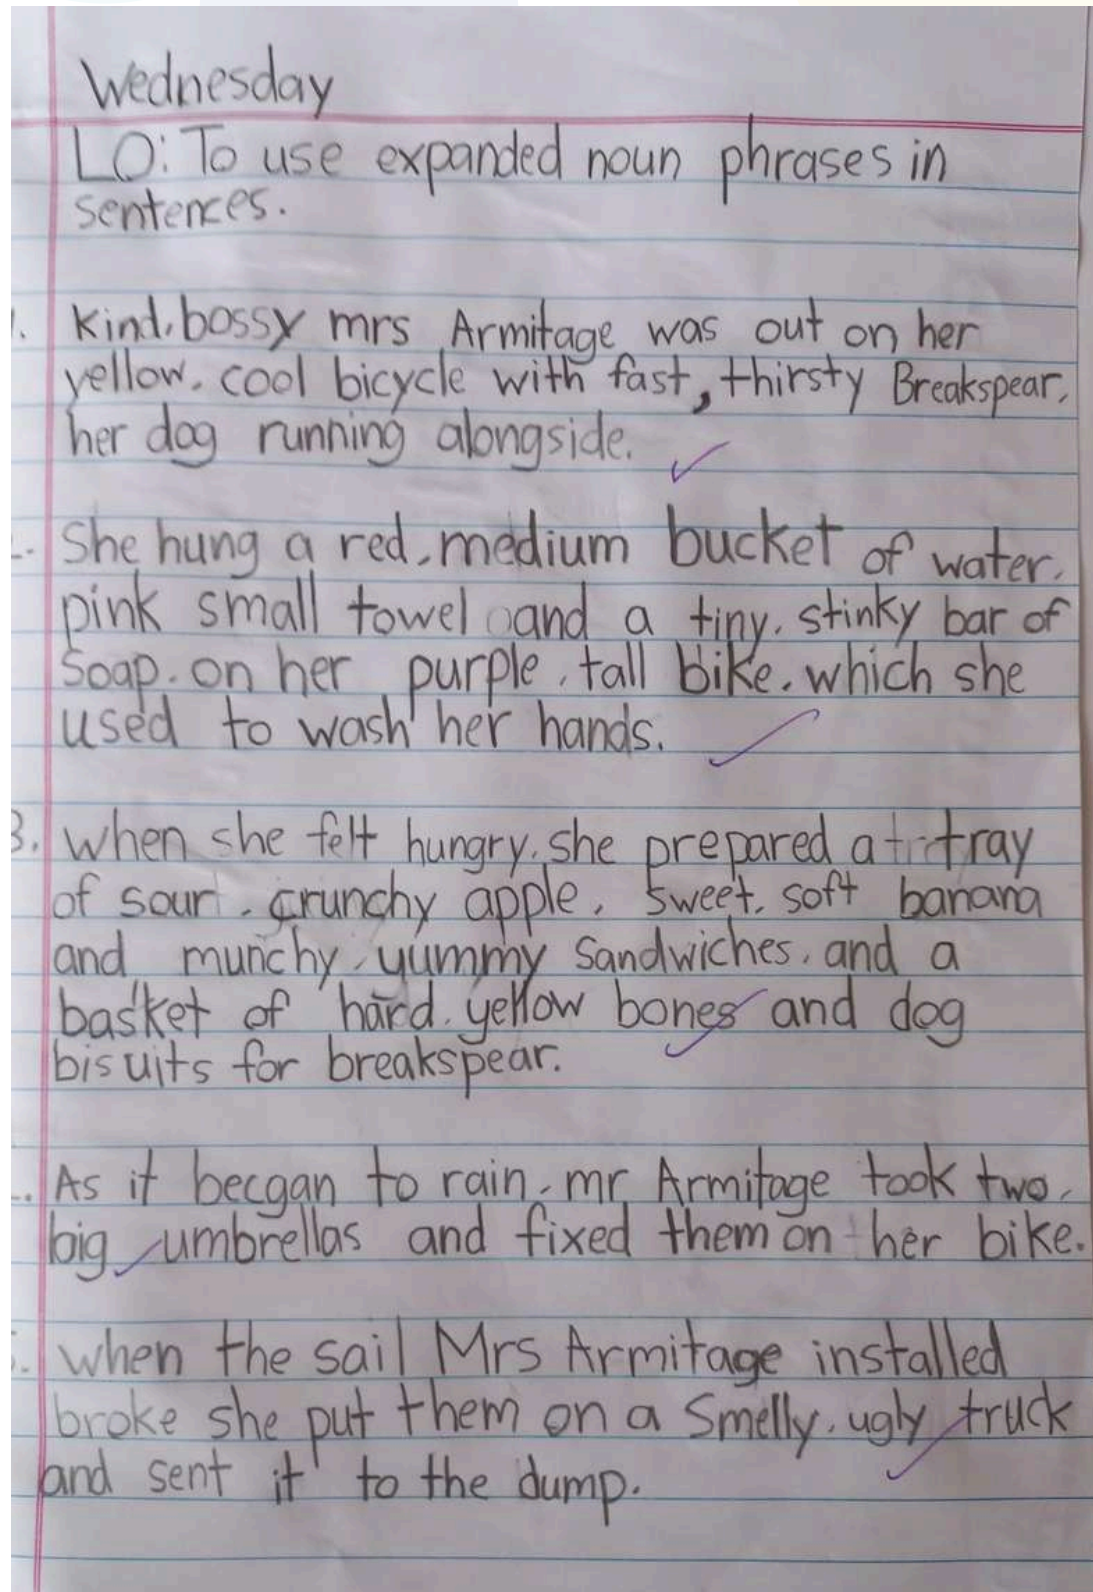 Wednesday
LO: To use expanded noun phrases in
sentences.
1. Kind, bossy mrs Armitage was out on her
yellow, cool bicycle with fast, thirsty Breakspear,
her dog running alongside.
2. She hung a red, medium bucket of water,
pink small towel and a tiny, stinky bar of
soap, on her purple, tall bike, which she
used to wash her hands.
3. When she felt hungry, she prepared a tray
of sour, crunchy apple, sweet, soft banana
and munchy, yummy sandwiches, and a
basket of hard, yellow bones and dog
bisuits for breakspear.
. As it becgan to rain, mr Armitage took two,
big umbrellas and fixed them on her bike.
. when the sail Mrs Armitage installed
broke she put them on a Smelly, ugly truck
and sent it to the dump.